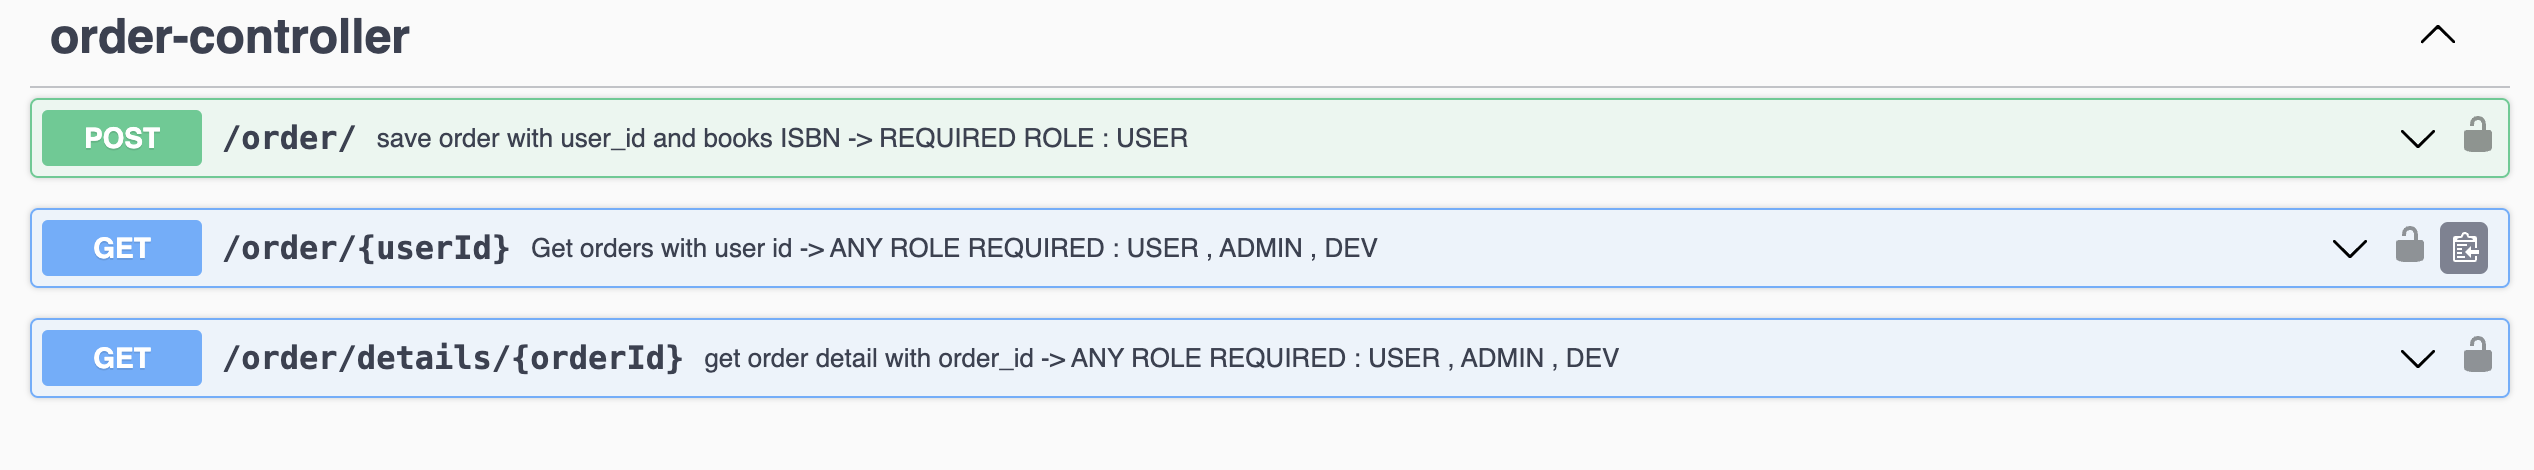 order-controller
POST /order/ save order with user_id and books ISBN -> REQUIRED ROLE : USER
GET /order/{userId} Get orders with user id -> ANY ROLE REQUIRED : USER , ADMIN , DEV
GET /order/details/{orderId} get order detail with order_id -> ANY ROLE REQUIRED : USER , ADMIN , DEV